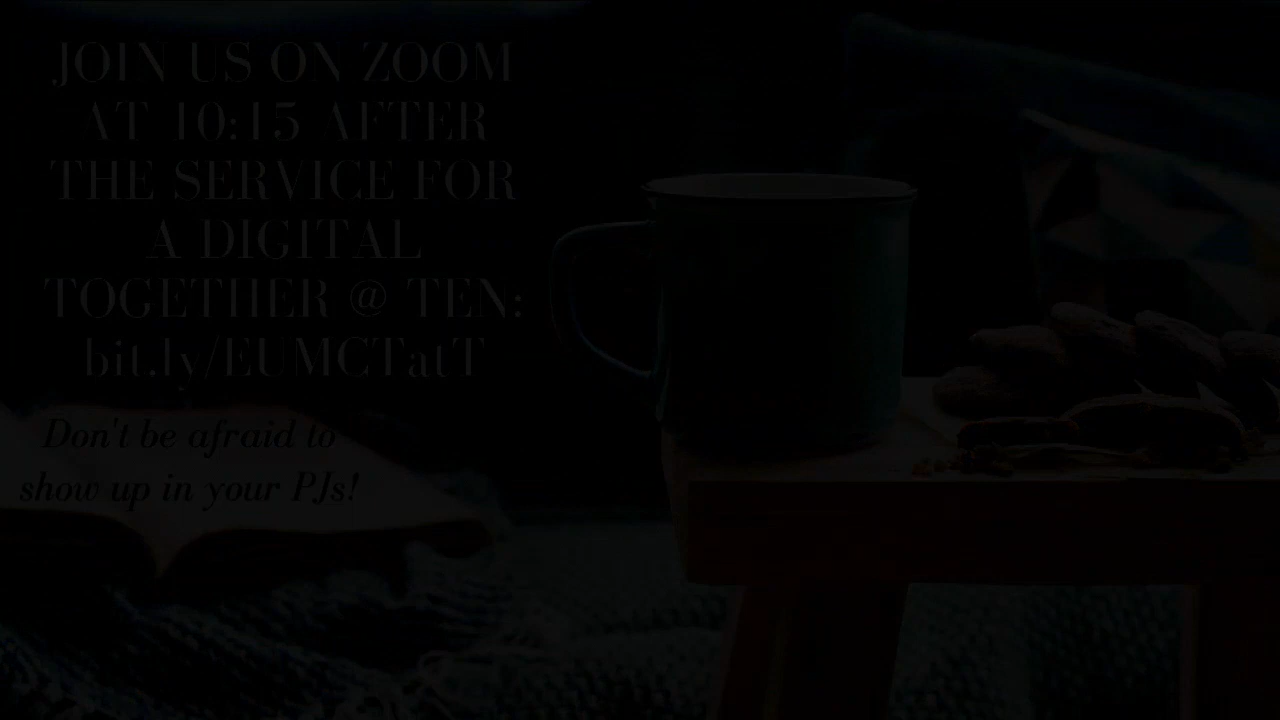 JOIN US ON ZOOM
AT 10:15 AFTER
THE SERVICE FOR
A DIGITAL
TOGETHER @ TEN:
bit.ly/EUMCTatT
Don't be afraid to
show up in your PJs!